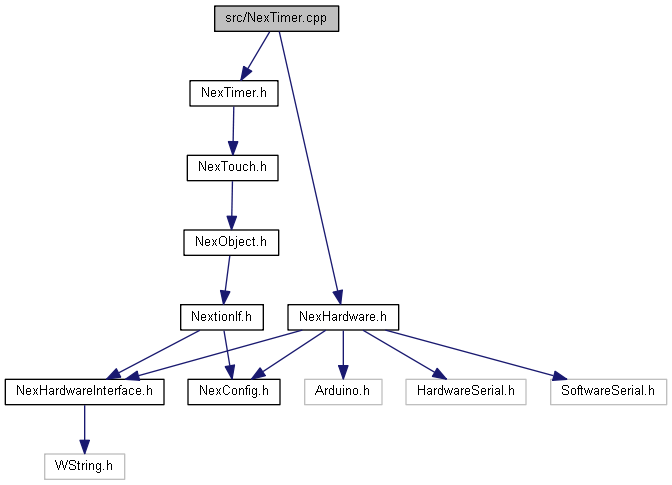 src/NexTimer.cpp
NexTimer.h
NexTouch.h
NexObject.h
NextionIf.h
NexHardware.h
NexHardwareInterface.h
NexConfig.h
Arduino.h
HardwareSerial.h
SoftwareSerial.h
WString.h